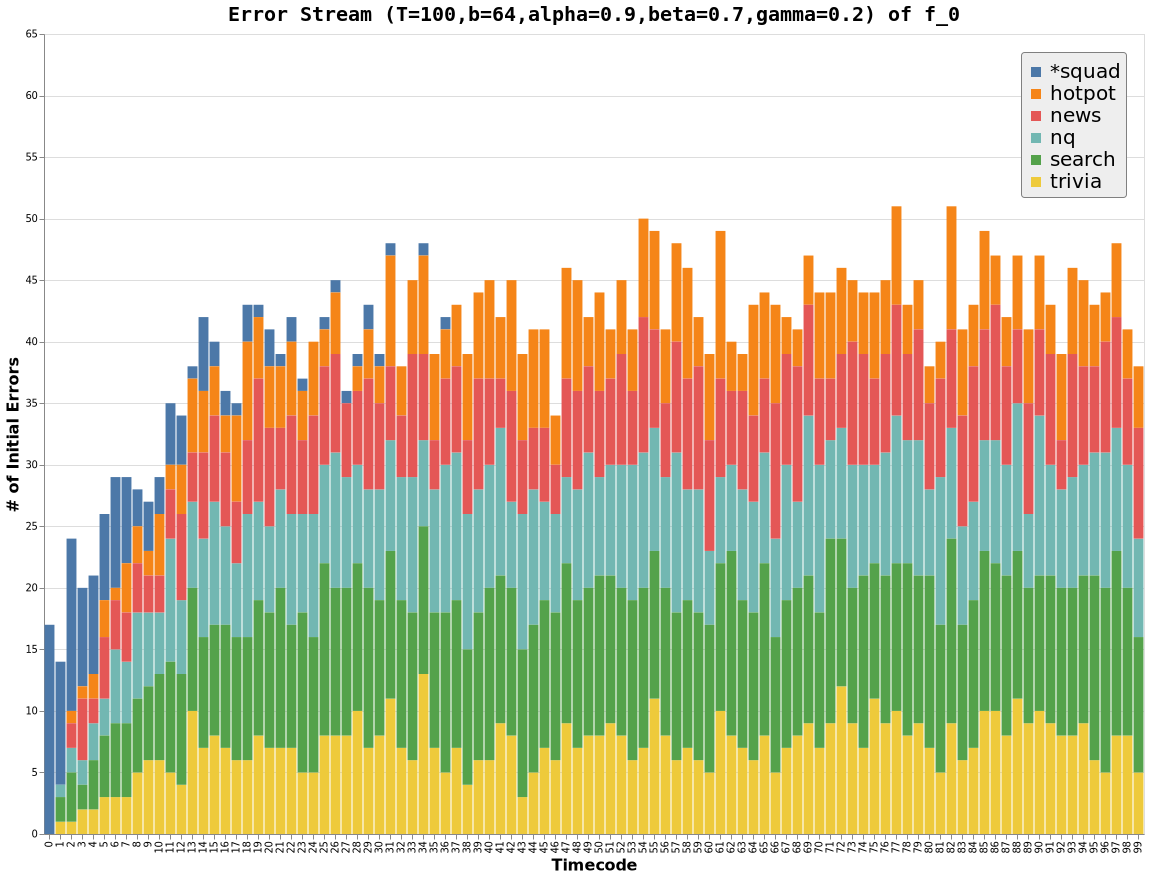 Error Stream (T=100,b=64,alpha=0.9,beta=0.7,gamma=0.2) of f_0
*squad
hotpot
news
nq
search
trivia
# of Initial Errors
65
60
55
50
45
40
35
30
25
20
15
10
5
0
0 1 2 3 4 5 6 7 8 9 10 11 12 13 14 15 16 17 18 19 20 21 22 23 24 25 26 27 28 29 30 31 32 33 34 35 36 37 38 39 40 41 42 43 44 45 46 47 48 49 50 51 52 53 54 55 56 57 58 59 60 61 62 63 64 65 66 67 68 69 70 71 72 73 74 75 76 77 78 79 80 81 82 83 84 85 86 87 88 89 90 91 92 93 94 95 96 97 98 99
Timecode